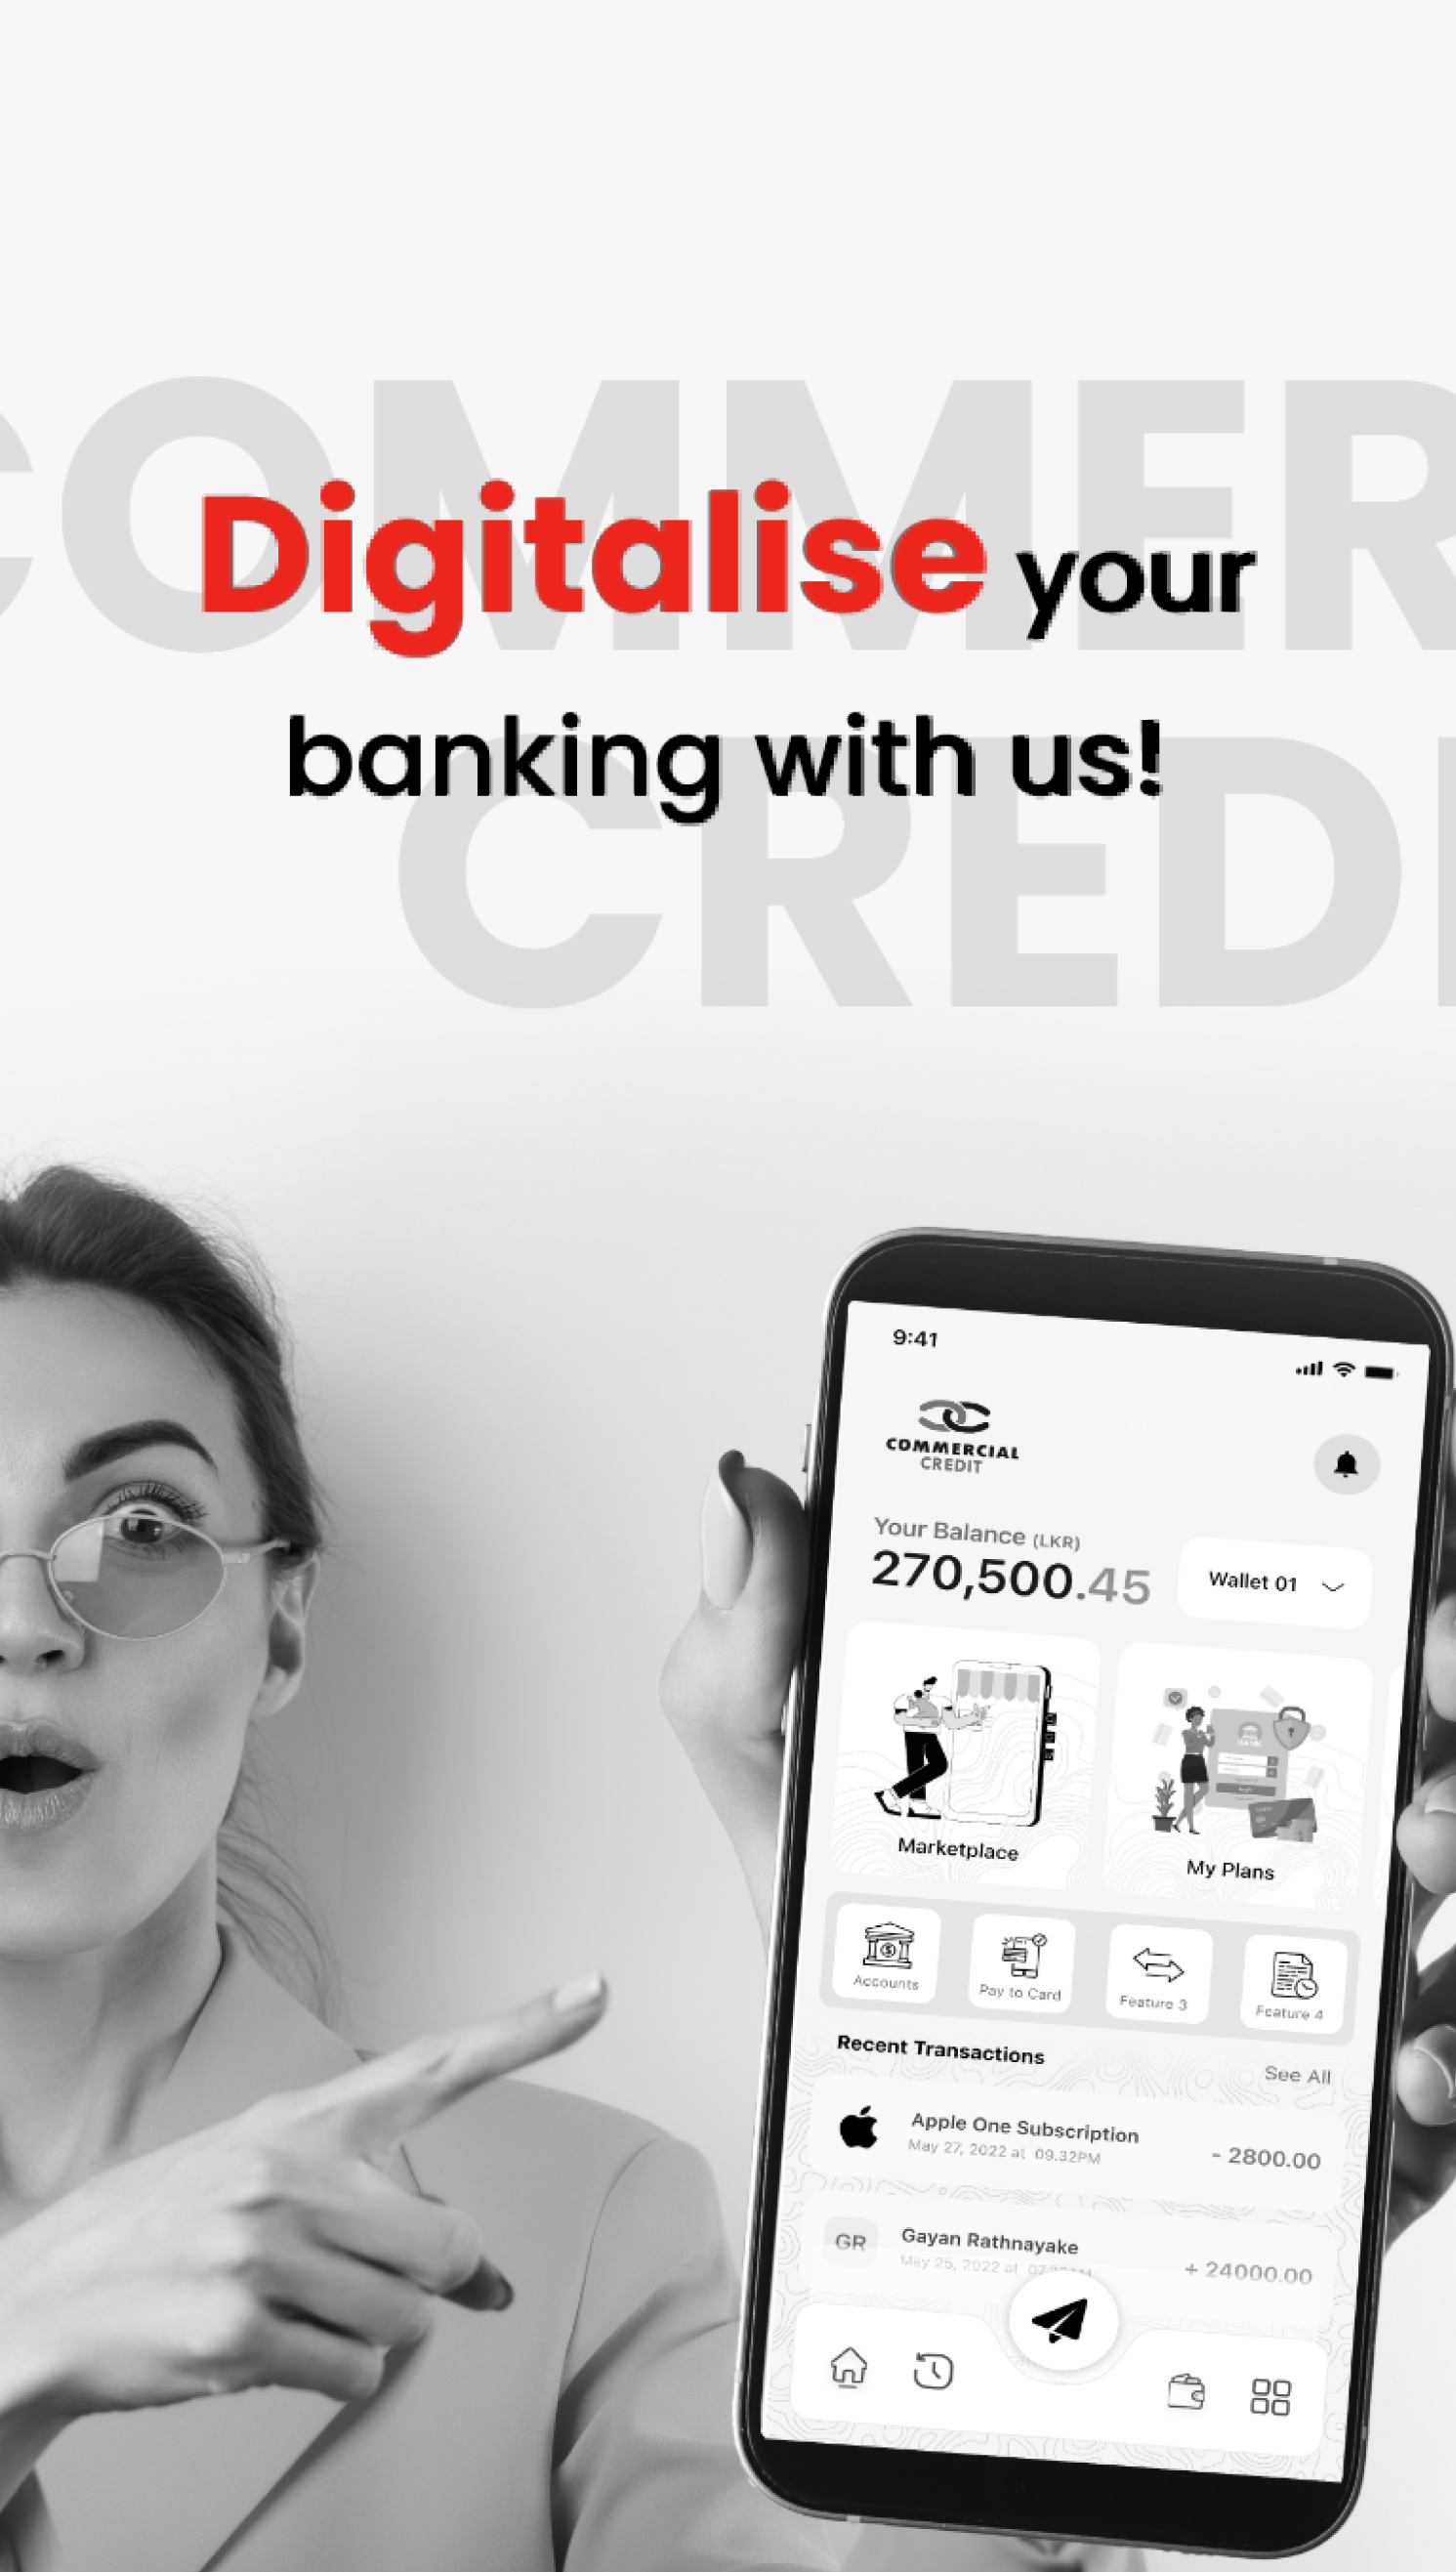 COMMER
Digitalise your
banking with us!
CREDI
9:41
COMMERCIAL
CREDIT
Your Balance (LKR)
270,500.45
Wallet 01
Marketplace
My Plans
Accounts
Pay to Card
Feature 3
Feature 4
Recent Transactions
See All
Apple One Subscription
May 27, 2022 at 09.32PM
- 2800.00
GR
Gayan Rathnayake
May 25, 2022 at
+ 24000.00